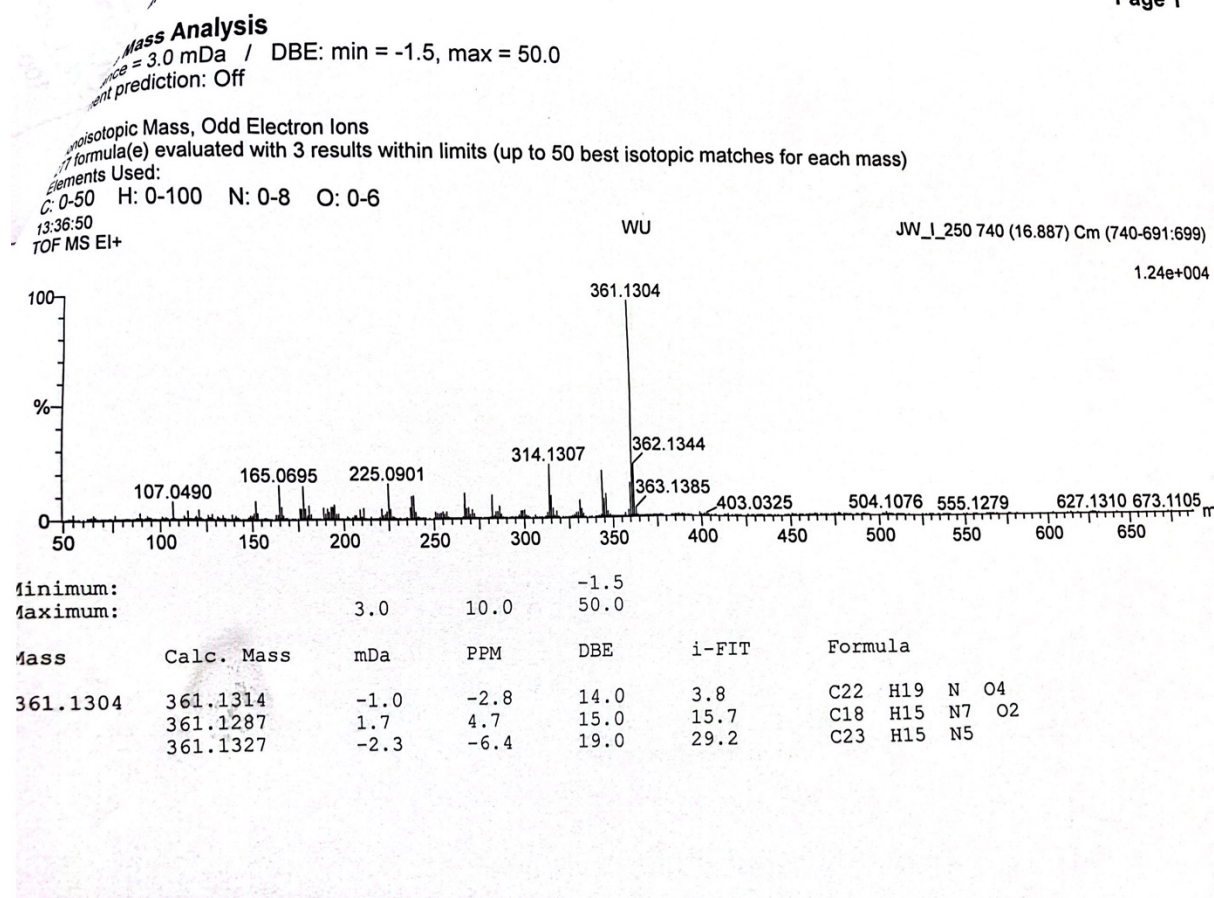 Page 1
Mass Analysis
= 3.0 mDa / DBE: min = -1.5, max = 50.0
prediction: Off
Mass, Odd Electron Ions
formula(e) evaluated with 3 results within limits (up to 50 best isotopic matches for each mass)
Elements Used:
C: 0-50 H: 0-100 N: 0-8 O: 0-6
13:36:50
WU
JW_I_250 740 (16.887) Cm (740-691:699)
TOF MS EI+
1.24e+004
100
361.1304
%
362.1344
314.1307
165.0695
225.0901
363.1385
107.0490
403.0325
504.1076
555.1279
627.1310
673.1105
0
50 100 150 200 250 300 350 400 450 500 550 600 650
Minimum: -1.5
Maximum: 3.0 10.0 50.0
Mass Calc. Mass mDa PPM DBE i-FIT Formula
361.1304 361.1314 -1.0 -2.8 14.0 3.8 C22 H19 N O4
361.1287 1.7 4.7 15.0 15.7 C18 H15 N7 O2
361.1327 -2.3 -6.4 19.0 29.2 C23 H15 N5